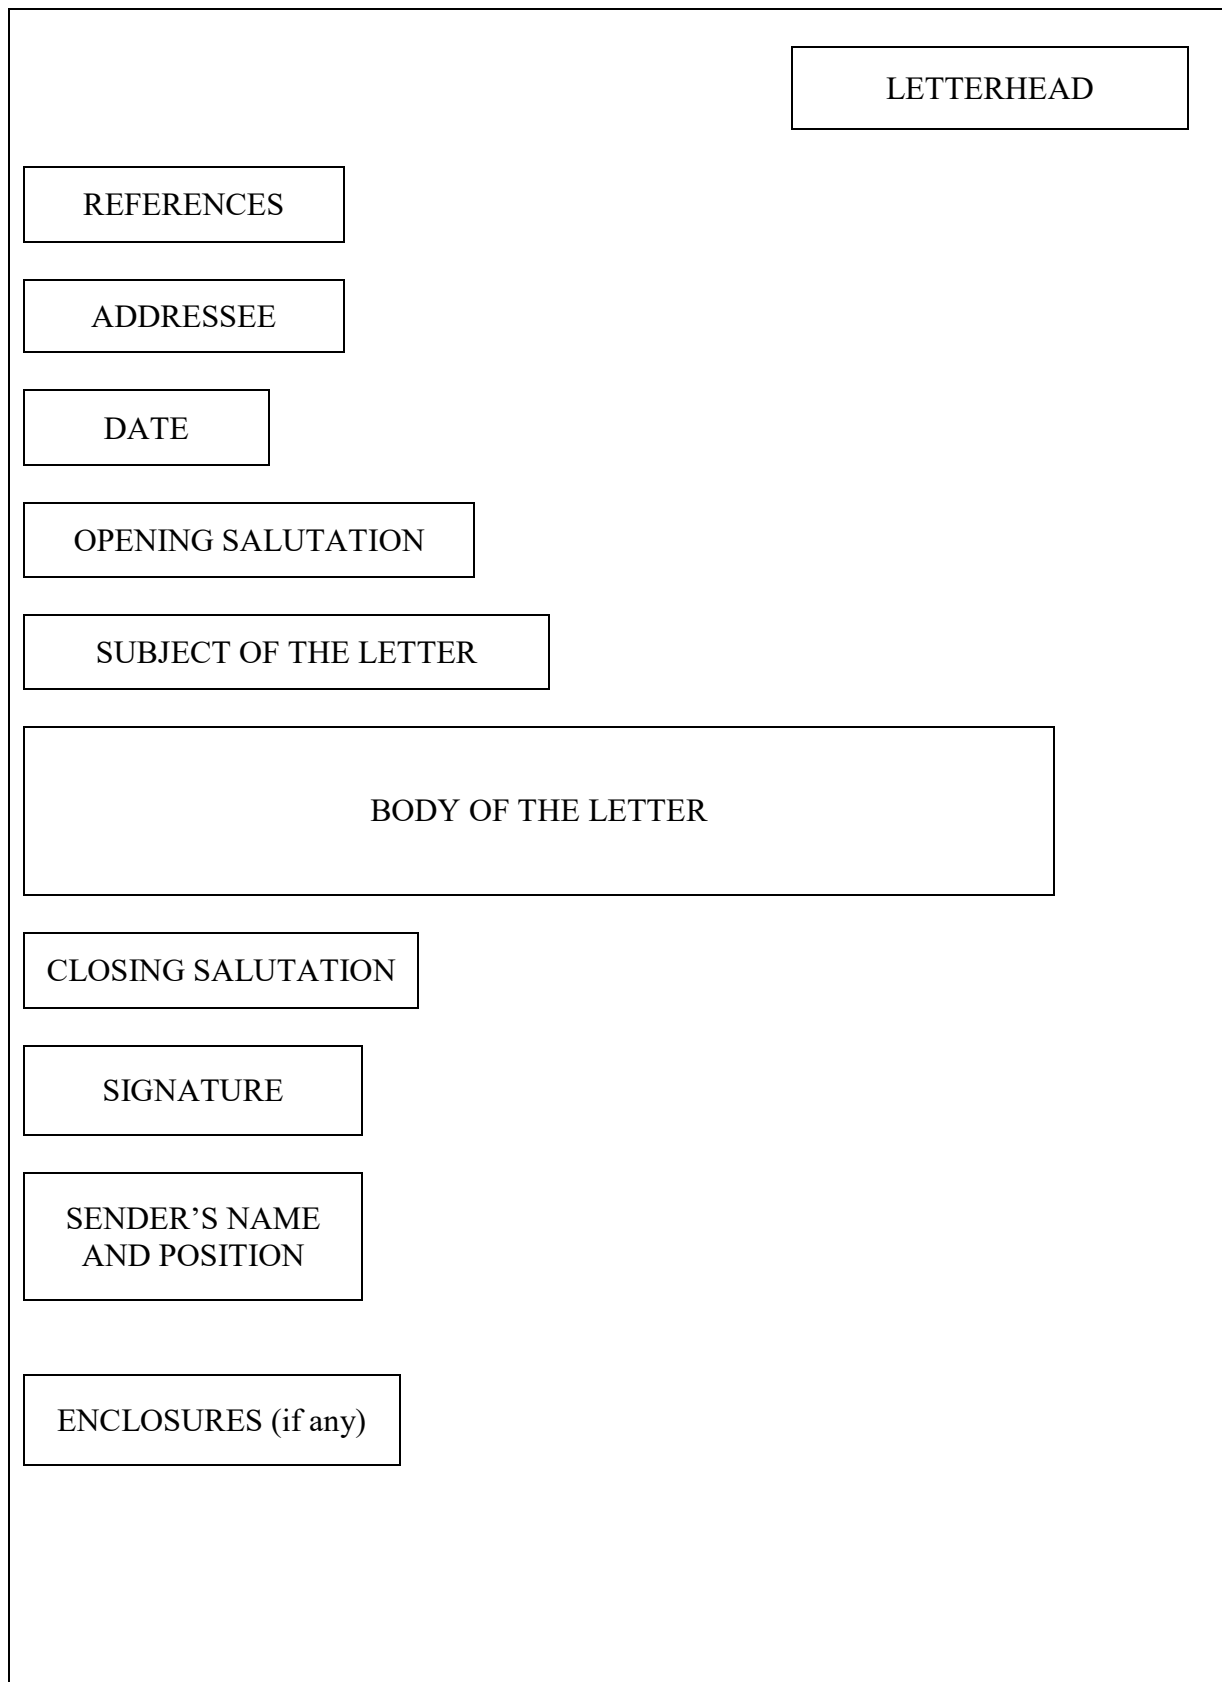 LETTERHEAD
REFERENCES
ADDRESSEE
DATE
OPENING SALUTATION
SUBJECT OF THE LETTER
BODY OF THE LETTER
CLOSING SALUTATION
SIGNATURE
SENDER’S NAME
AND POSITION
ENCLOSURES (if any)